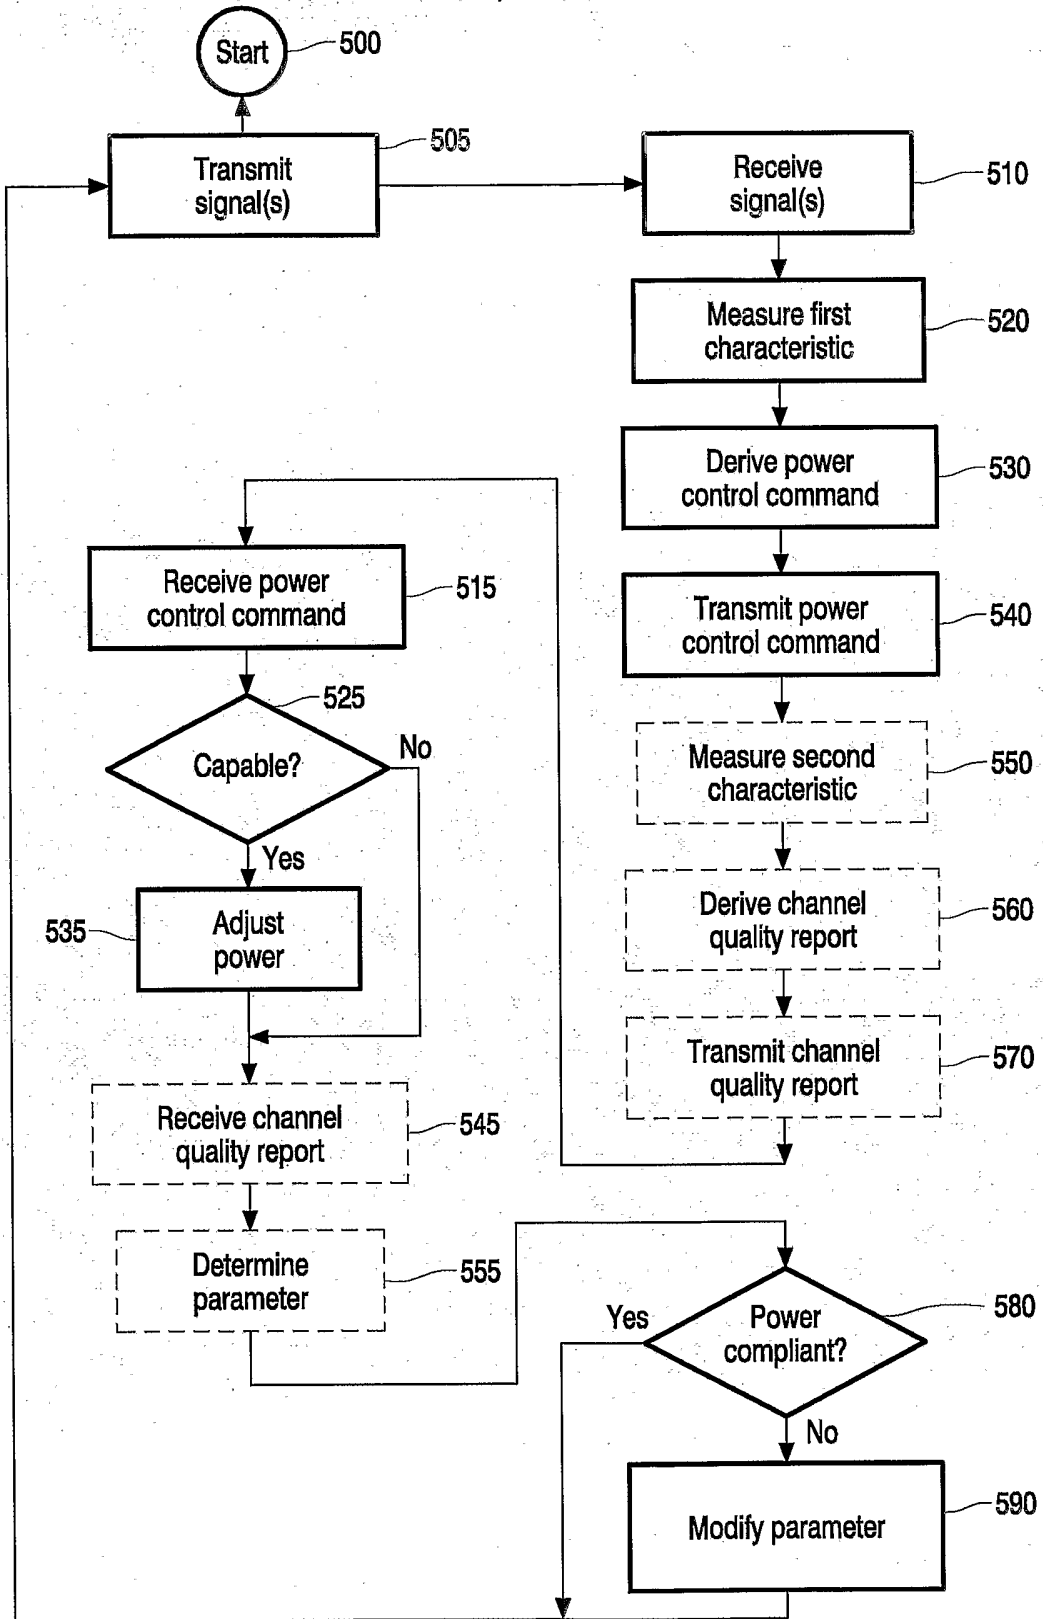 Start
500
Transmit
signal(s)
505
Receive
signal(s)
510
Measure first
characteristic
520
Derive power
control command
530
Receive power
control command
515
Transmit power
control command
540
525
Capable?
No
Yes
Measure second
characteristic
550
535
Adjust
power
Derive channel
quality report
560
Transmit channel
quality report
570
Receive channel
quality report
545
Determine
parameter
555
Power
compliant?
580
Yes
No
Modify parameter
590